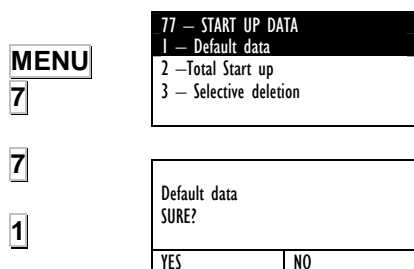 MENU
7
7
1
77 – START UP DATA
1 – Default data
2 –Total Start up
3 – Selective deletion
Default data
SURE?
YES NO